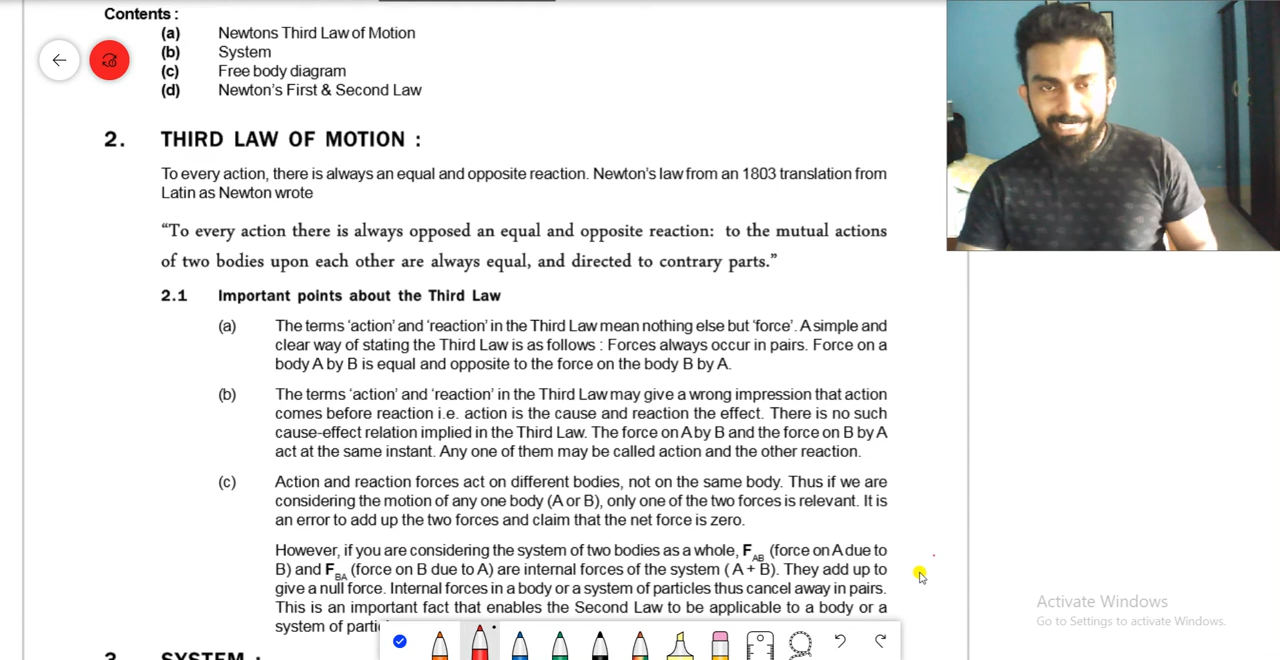 Contents :
(a) Newtons Third Law of Motion
(b) System
(c) Free body diagram
(d) Newton's First & Second Law
2. THIRD LAW OF MOTION :
To every action, there is always an equal and opposite reaction. Newton's law from an 1803 translation from
Latin as Newton wrote
“To every action there is always opposed an equal and opposite reaction: to the mutual actions
of two bodies upon each other are always equal, and directed to contrary parts.”
2.1 Important points about the Third Law
(a) The terms 'action' and 'reaction' in the Third Law mean nothing else but 'force'. A simple and
clear way of stating the Third Law is as follows : Forces always occur in pairs. Force on a
body A by B is equal and opposite to the force on the body B by A.
(b) The terms 'action' and 'reaction' in the Third Law may give a wrong impression that action
comes before reaction i.e. action is the cause and reaction the effect. There is no such
cause-effect relation implied in the Third Law. The force on A by B and the force on B by A
act at the same instant. Any one of them may be called action and the other reaction.
(c) Action and reaction forces act on different bodies, not on the same body. Thus if we are
considering the motion of any one body (A or B), only one of the two forces is relevant. It is
an error to add up the two forces and claim that the net force is zero.
However, if you are considering the system of two bodies as a whole, F AB (force on A due to
B) and F BA (force on B due to A) are internal forces of the system ( A + B). They add up to
give a null force. Internal forces in a body or a system of particles thus cancel away in pairs.
This is an important fact that enables the Second Law to be applicable to a body or a
system of parti
3. SYSTEM :
Activate Windows
Go to Settings to activate Windows.